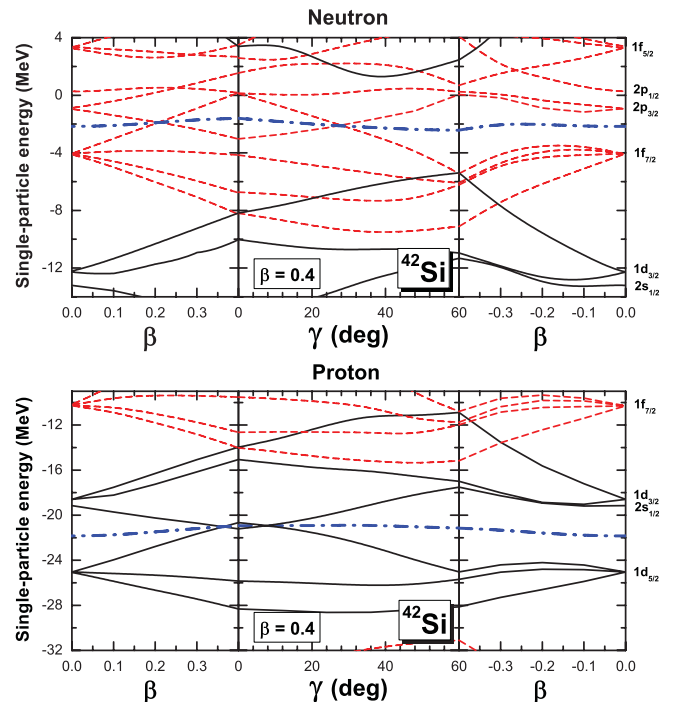 Neutron
Single-particle energy (MeV)
4
0
-4
-8
-12
1f5/2
2p1/2
2p3/2
1f7/2
1d3/2
2s1/2
β = 0.4
42Si
0.0 0.1 0.2 0.3 0 20 40 60 -0.3 -0.2 -0.1 0.0
β γ (deg) β
Proton
Single-particle energy (MeV)
-12
-16
-20
-24
-28
-32
1f7/2
1d3/2
2s1/2
1d5/2
β = 0.4
42Si
0.0 0.1 0.2 0.3 0 20 40 60 -0.3 -0.2 -0.1 0.0
β γ (deg) β